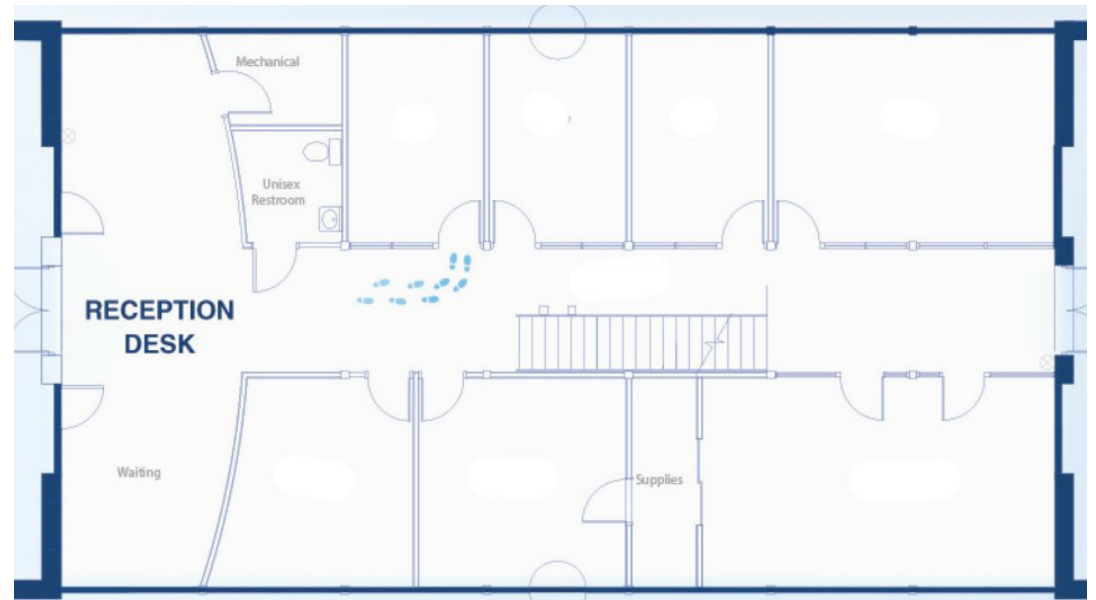 Mechanical
Unisex
Restroom
RECEPTION
DESK
Waiting
Supplies